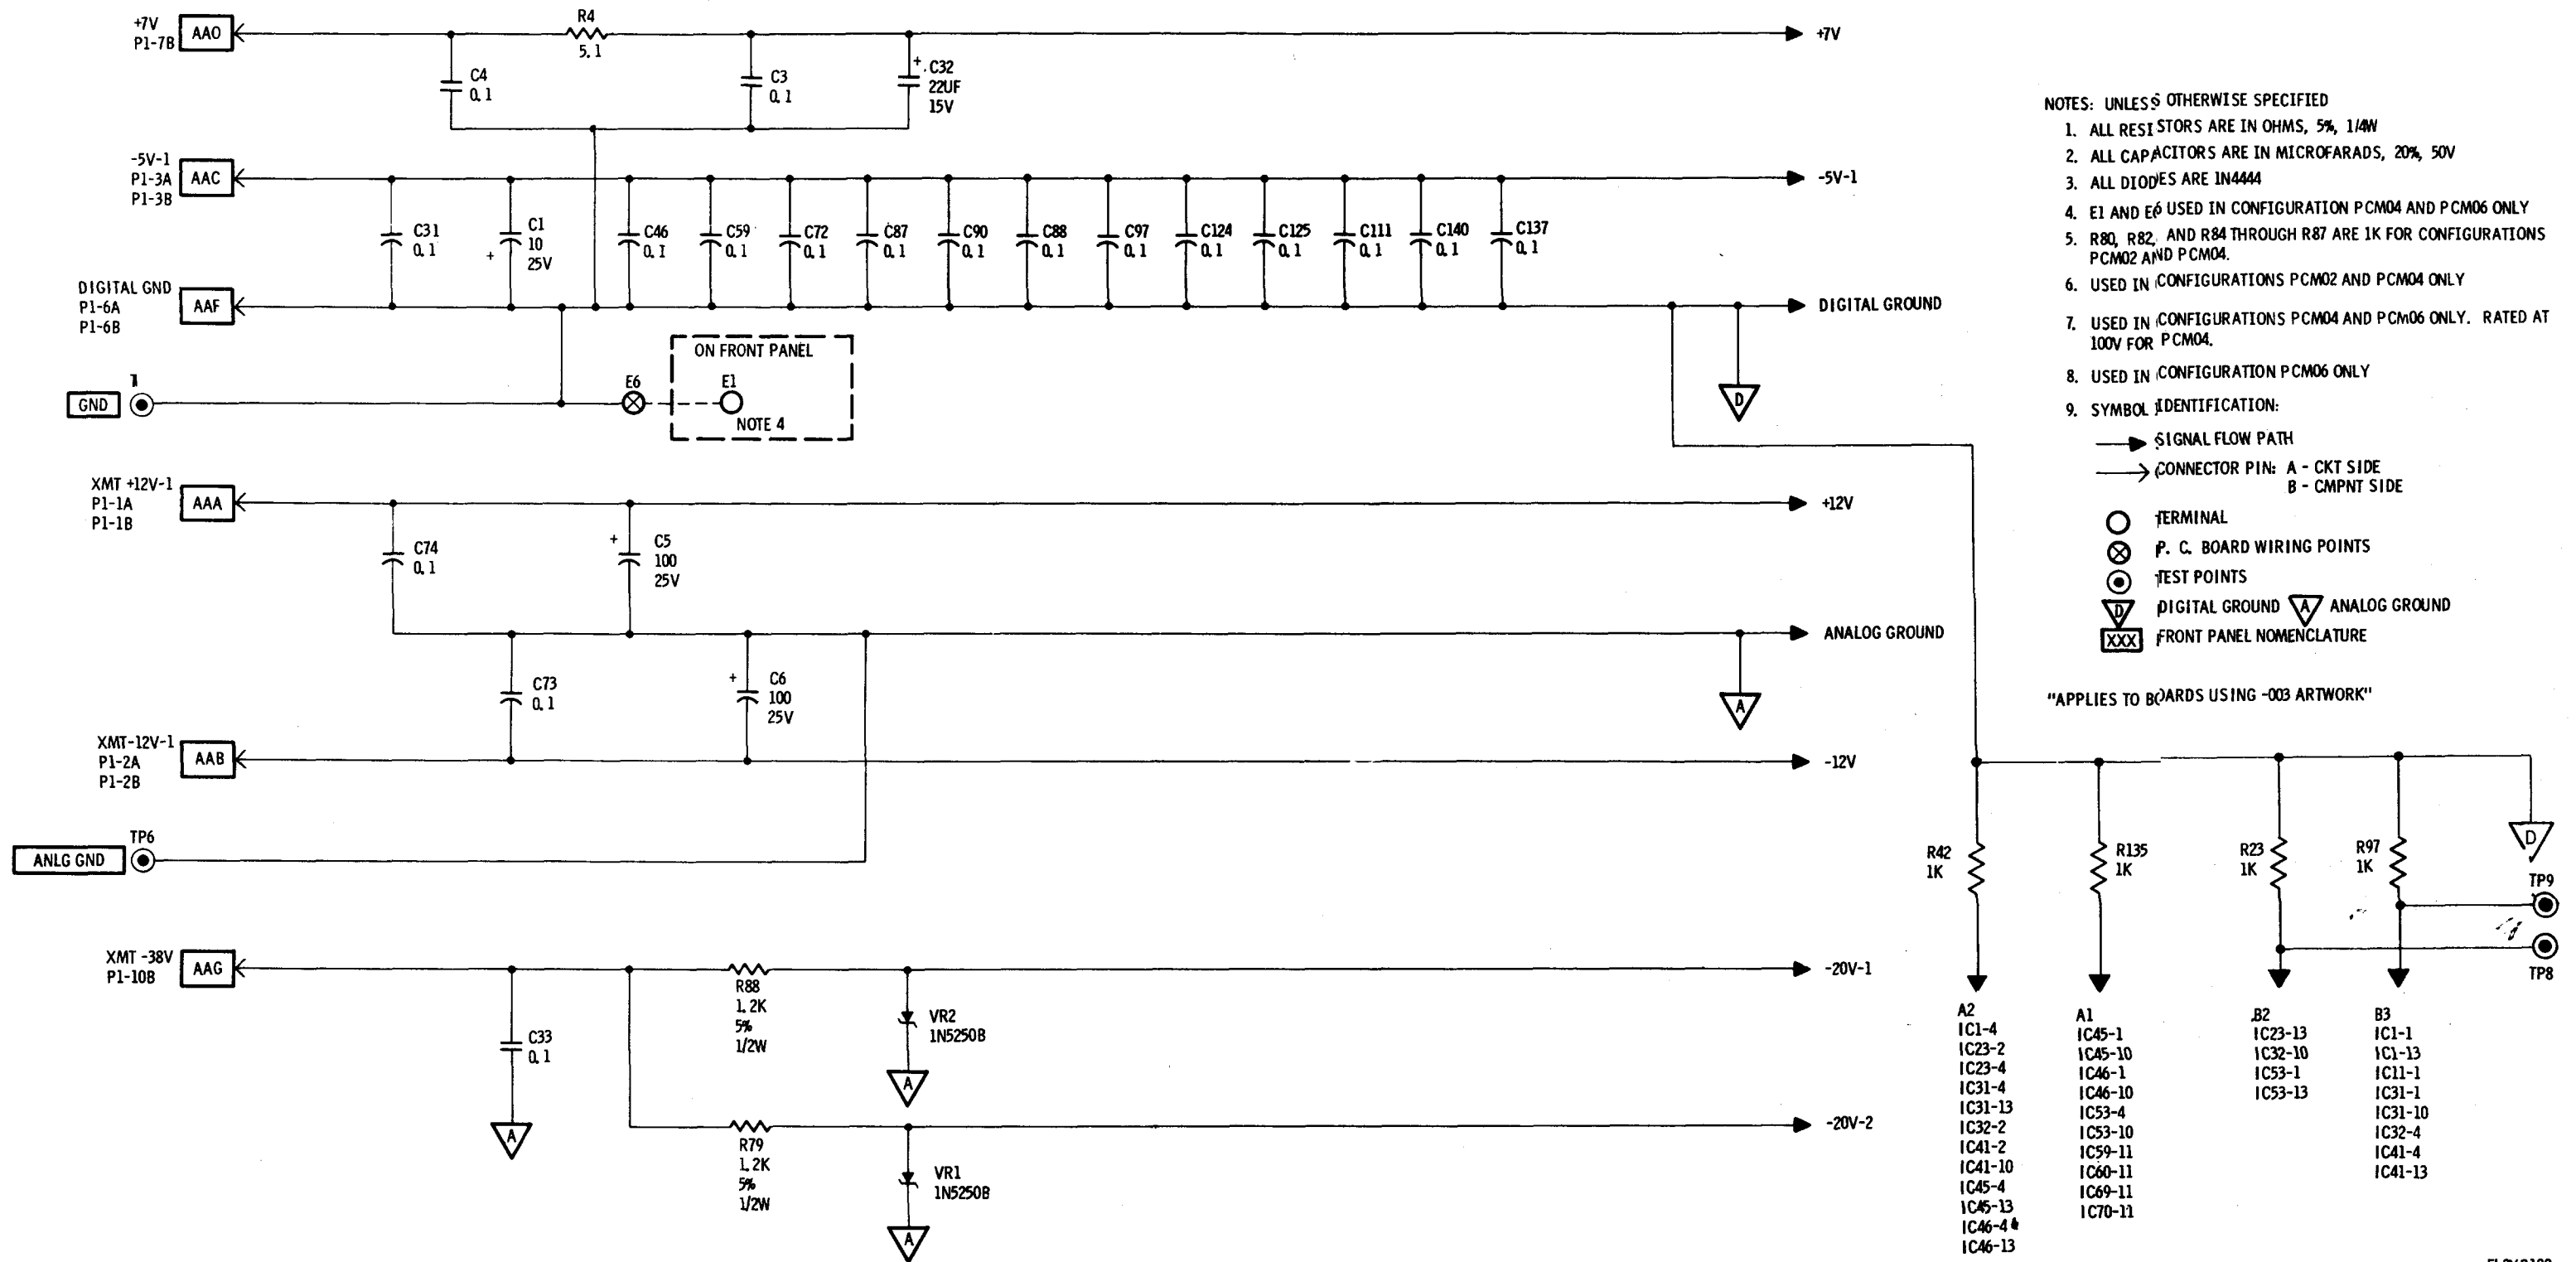 +7V
P1-7B
AAO
R4
5.1
C4
0.1
C3
0.1
+
C32
22UF
15V
+7V
-5V-1
P1-3A
P1-3B
AAC
C31
0.1
C1
10
25V
+
C46
0.1
C59
0.1
C72
0.1
C87
0.1
C90
0.1
C88
0.1
C97
0.1
C124
0.1
C125
0.1
C111
0.1
C140
0.1
C137
0.1
-5V-1
DIGITAL GND
P1-6A
P1-6B
AAF
DIGITAL GROUND
D
GND
E6
ON FRONT PANEL
E1
NOTE 4
XMT +12V-1
P1-1A
P1-1B
AAA
C74
0.1
+
C5
100
25V
+12V
ANALOG GROUND
A
C73
0.1
+
C6
100
25V
XMT-12V-1
P1-2A
P1-2B
AAB
-12V
TP6
ANLG GND
XMT -38V
P1-10B
AAG
C33
0.1
A
R88
1.2K
5%
1/2W
VR2
1N5250B
A
-20V-1
R79
1.2K
5%
1/2W
VR1
1N5250B
A
-20V-2
NOTES: UNLESS OTHERWISE SPECIFIED
1. ALL RESISTORS ARE IN OHMS, 5%, 1/4W
2. ALL CAPACITORS ARE IN MICROFARADS, 20%, 50V
3. ALL DIODES ARE 1N4444
4. E1 AND E6 USED IN CONFIGURATION PCM04 AND PCM06 ONLY
5. R80, R82, AND R84 THROUGH R87 ARE 1K FOR CONFIGURATIONS
PCM02 AND PCM04.
6. USED IN CONFIGURATIONS PCM02 AND PCM04 ONLY
7. USED IN CONFIGURATIONS PCM04 AND PCM06 ONLY. RATED AT
100V FOR PCM04.
8. USED IN CONFIGURATION PCM06 ONLY
9. SYMBOL IDENTIFICATION:
SIGNAL FLOW PATH
CONNECTOR PIN: A - CKT SIDE
B - CMPNT SIDE
TERMINAL
P. C. BOARD WIRING POINTS
TEST POINTS
D DIGITAL GROUND A ANALOG GROUND
XXX FRONT PANEL NOMENCLATURE
"APPLIES TO BOARDS USING -003 ARTWORK"
R42
1K
R135
1K
R23
1K
R97
1K
D
TP9
TP8
A2
IC1-4
IC23-2
IC23-4
IC31-4
IC31-13
IC32-2
IC41-2
IC41-10
IC45-4
IC45-13
IC46-4
IC46-13
A1
IC45-1
IC45-10
IC46-1
IC46-10
IC53-4
IC53-10
IC59-11
IC60-11
IC69-11
IC70-11
B2
IC23-13
IC32-10
IC53-1
IC53-13
B3
IC1-1
IC1-13
IC11-1
IC31-1
IC31-10
IC32-4
IC41-4
IC41-13